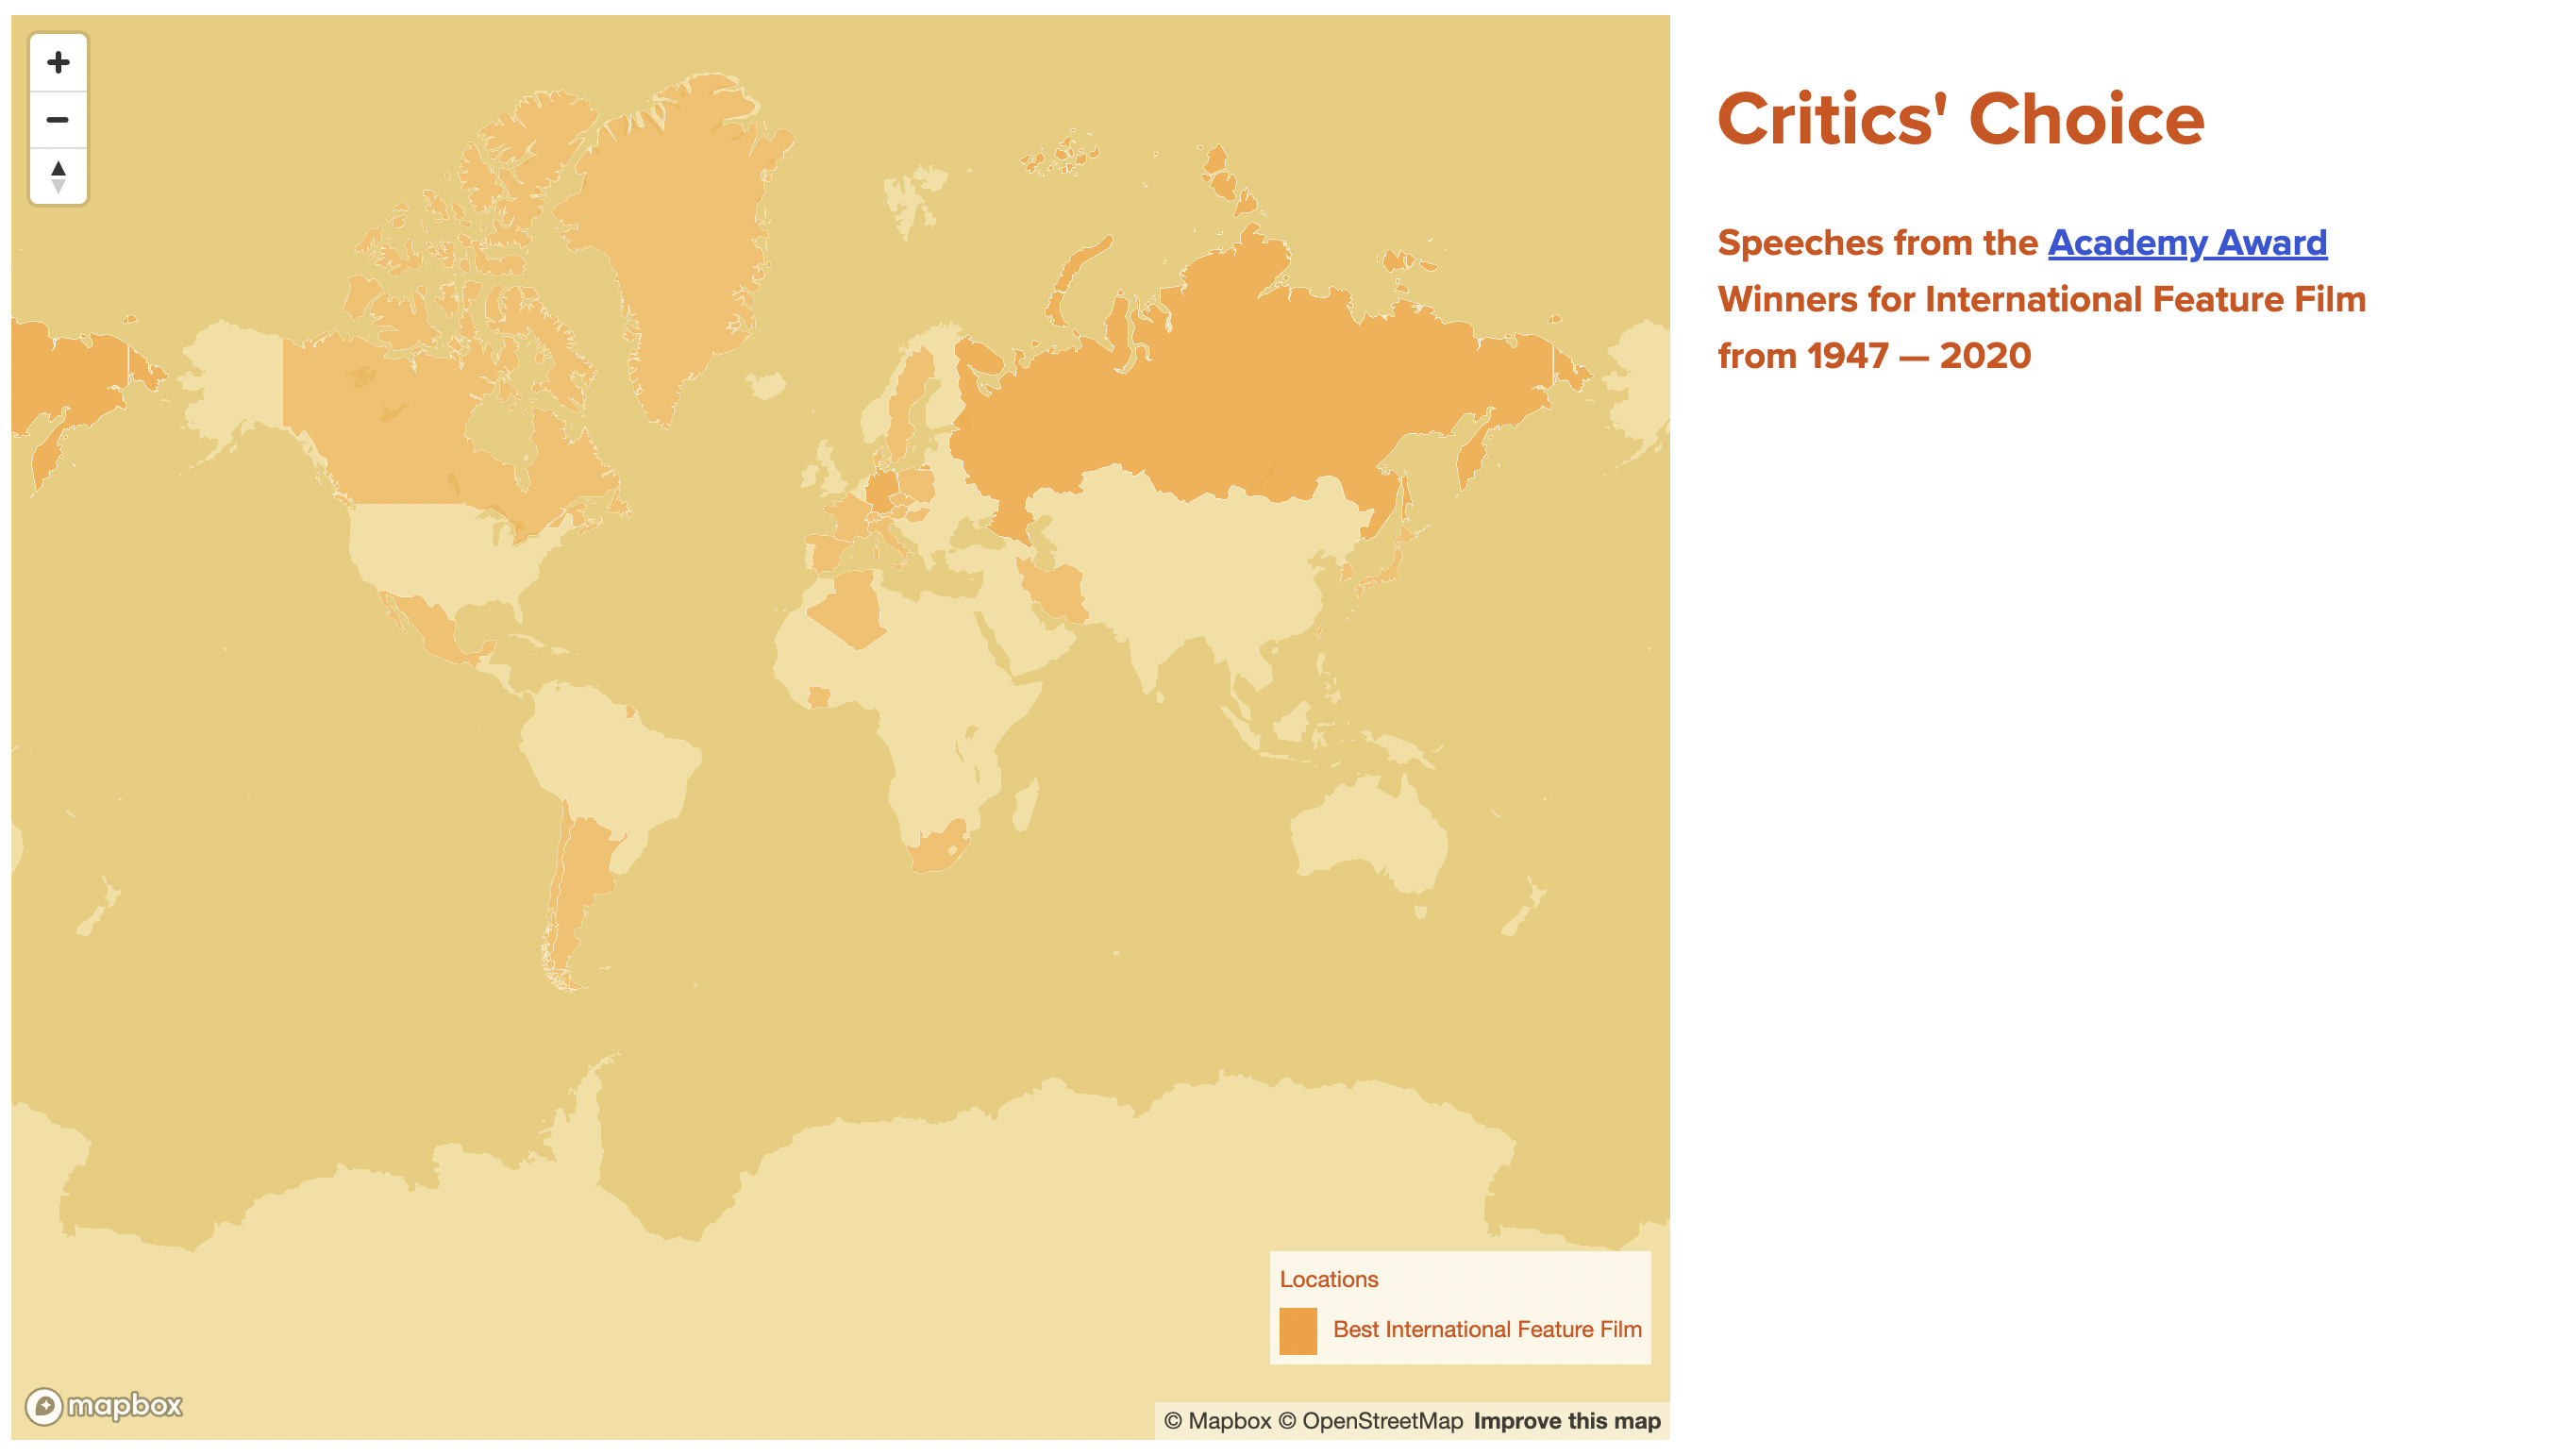 Critics' Choice
Speeches from the Academy Award
Winners for International Feature Film
from 1947 — 2020
Locations
Best International Feature Film
mapbox
© Mapbox © OpenStreetMap Improve this map